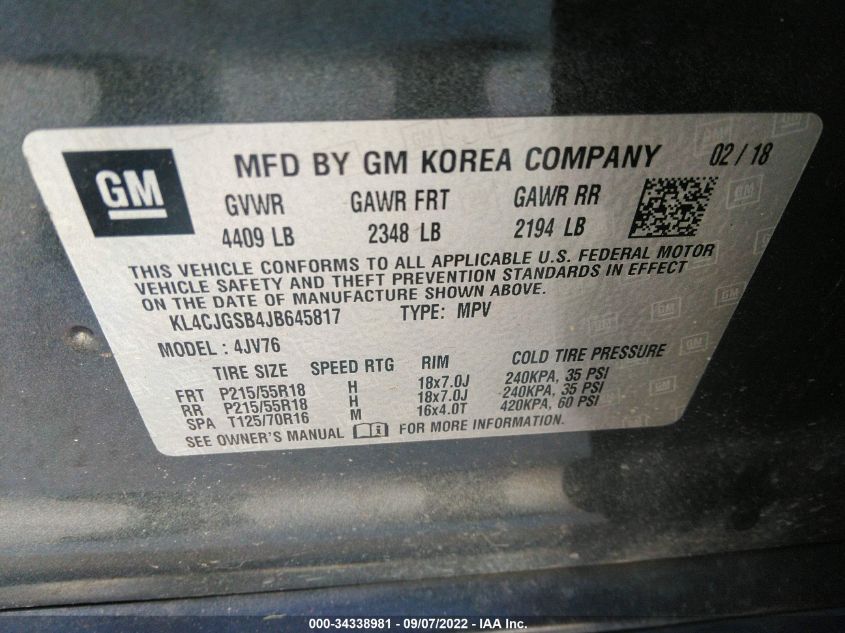 GM
MFD BY GM KOREA COMPANY 02/18
GVWR GAWR FRT GAWR RR
4409 LB 2348 LB 2194 LB
THIS VEHICLE CONFORMS TO ALL APPLICABLE U.S. FEDERAL MOTOR
VEHICLE SAFETY AND THEFT PREVENTION STANDARDS IN EFFECT
ON THE DATE OF MANUFACTURE SHOWN ABOVE.
KL4CJGSB4JB645817 TYPE: MPV
MODEL: 4JV76
TIRE SIZE SPEED RTG RIM COLD TIRE PRESSURE
FRT P215/55R18 H 18x7.0J 240KPA, 35 PSI
RR P215/55R18 H 18x7.0J 240KPA, 35 PSI
SPA T125/70R16 M 16x4.0T 420KPA, 60 PSI
SEE OWNER'S MANUAL FOR MORE INFORMATION.
000-34338981 - 09/07/2022 - IAA Inc.